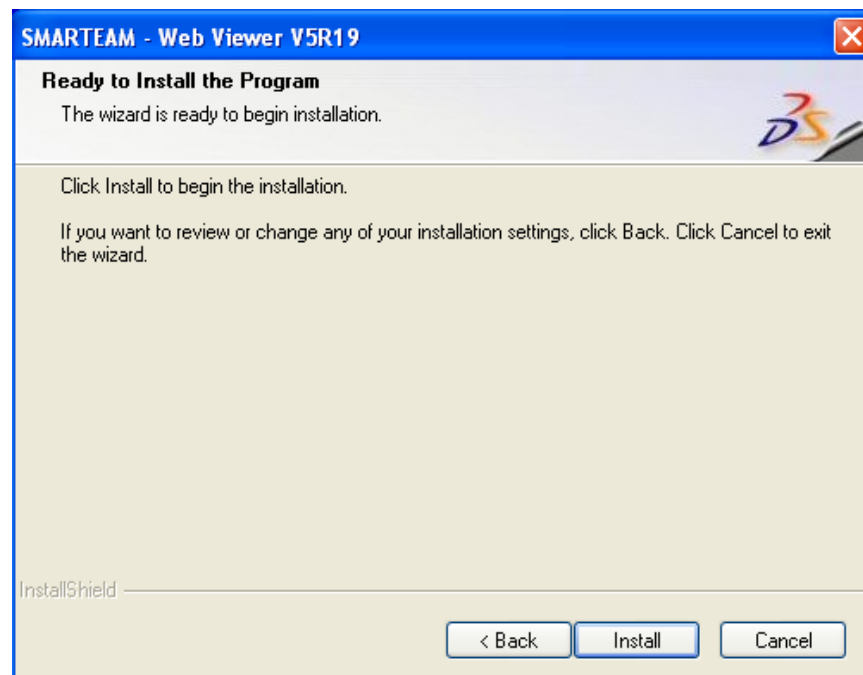 SMARTEAM - Web Viewer V5R19
Ready to Install the Program
The wizard is ready to begin installation.
Click Install to begin the installation.
If you want to review or change any of your installation settings, click Back. Click Cancel to exit
the wizard.
InstallShield
< Back
Install
Cancel